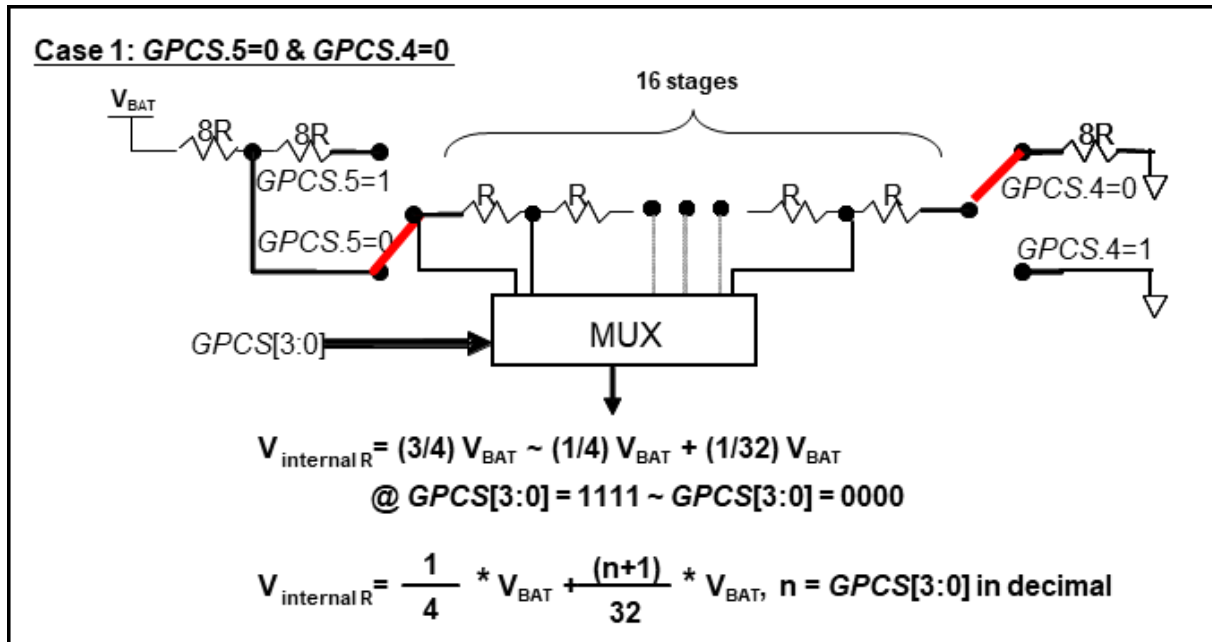 Case 1: GPCS.5=0 & GPCS.4=0
16 stages
VBAT
8R 8R 8R
GPCS.5=1 GPCS.4=0
R R R R
GPCS.5=0 GPCS.4=1
MUX
GPCS[3:0]
V internal R = (3/4) VBAT ~ (1/4) VBAT + (1/32) VBAT
@ GPCS[3:0] = 1111 ~ GPCS[3:0] = 0000
V internal R = 1/4 * VBAT + (n+1)/32 * VBAT, n = GPCS[3:0] in decimal